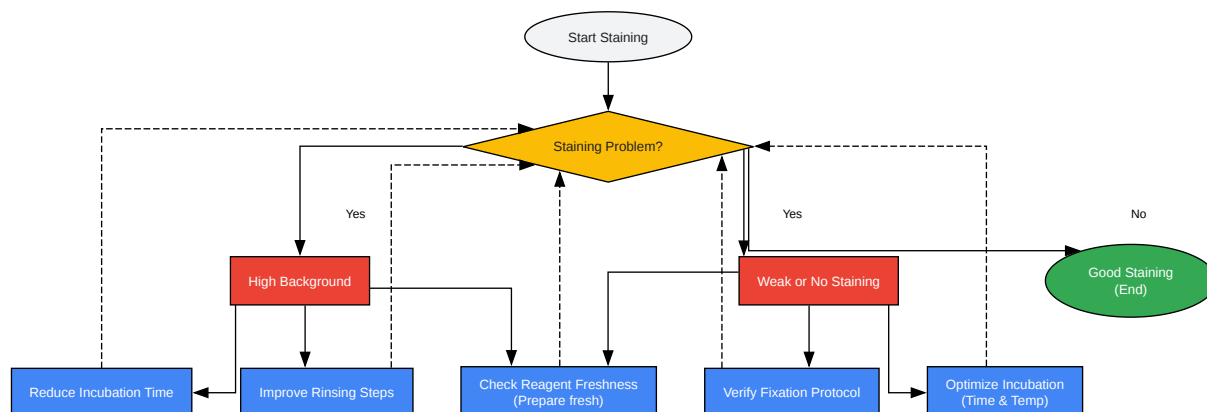 Start Staining
Staining Problem?
Yes
Yes
No
High Background
Weak or No Staining
Good Staining
(End)
Reduce Incubation Time
Improve Rinsing Steps
Check Reagent Freshness
(Prepare fresh)
Verify Fixation Protocol
Optimize Incubation
(Time & Temp)